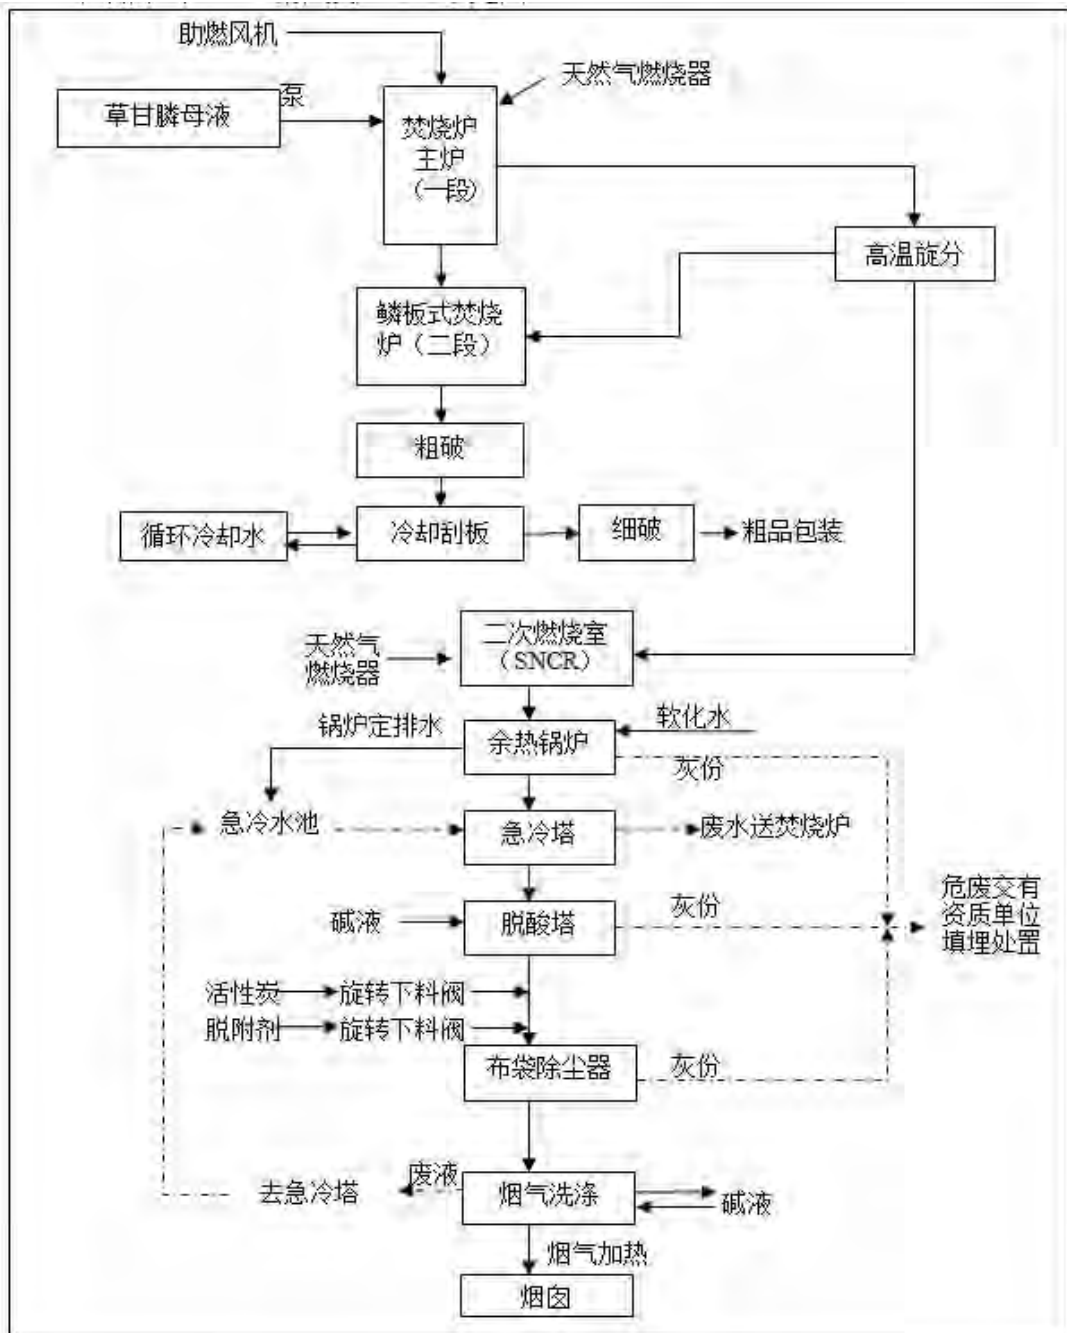 助燃风机
天然气燃烧器
泵
草甘膦母液
焚烧炉
主炉
（一段）
高温旋分
鳞板式焚烧
炉（二段）
粗破
循环冷却水
冷却刮板
细破
粗品包装
二次燃烧室
（SNCR）
天然气
燃烧器
锅炉定排水
余热锅炉
软化水
灰份
急冷水池
急冷塔
废水送焚烧炉
碱液
脱酸塔
灰份
危废交有
资质单位
填埋处置
活性炭
旋转下料阀
脱附剂
旋转下料阀
布袋除尘器
灰份
去急冷塔
废液
烟气洗涤
碱液
烟气加热
烟囱